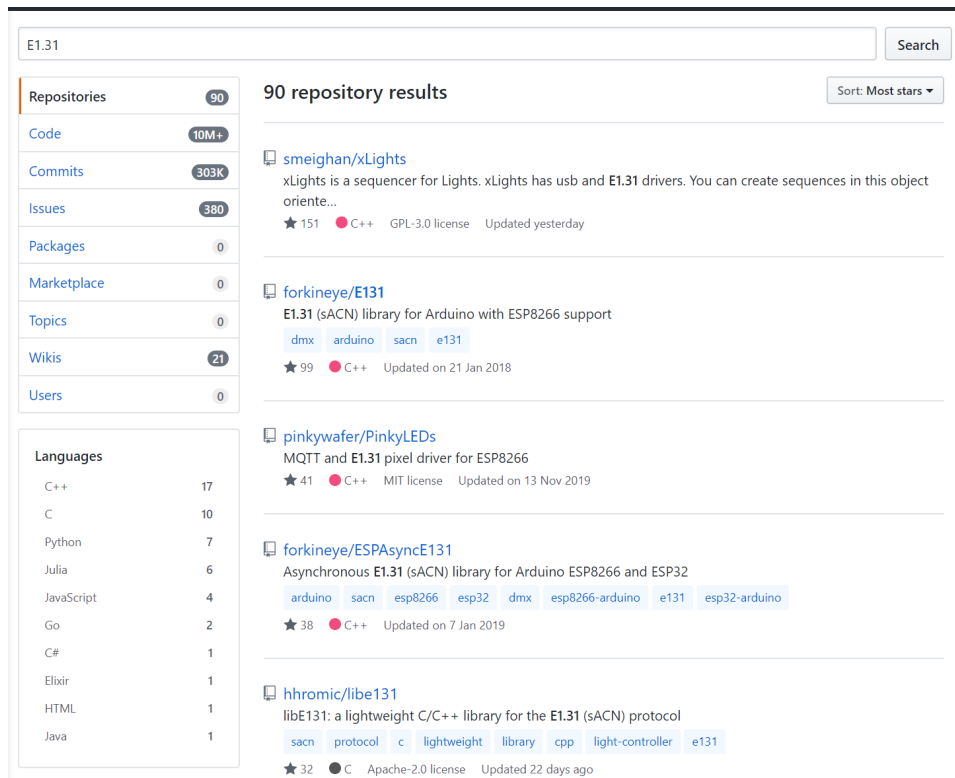 E1.31
Search
Repositories 90
Code 10M+
Commits 303K
Issues 380
Packages 0
Marketplace 0
Topics 0
Wikis 21
Users 0
Languages
C++ 17
C 10
Python 7
Julia 6
JavaScript 4
Go 2
C# 1
Elixir 1
HTML 1
Java 1
90 repository results
Sort: Most stars
smeighan/xLights
xLights is a sequencer for Lights. xLights has usb and E1.31 drivers. You can create sequences in this object
oriente...
151 C++ GPL-3.0 license Updated yesterday
forkineye/E131
E1.31 (sACN) library for Arduino with ESP8266 support
dmx arduino sacn e131
99 C++ Updated on 21 Jan 2018
pinkywafer/PinkyLEDs
MQTT and E1.31 pixel driver for ESP8266
41 C++ MIT license Updated on 13 Nov 2019
forkineye/ESPAsyncE131
Asynchronous E1.31 (sACN) library for Arduino ESP8266 and ESP32
arduino sacn esp8266 esp32 dmx esp8266-arduino e131 esp32-arduino
38 C++ Updated on 7 Jan 2019
hhromic/libe131
libE131: a lightweight C/C++ library for the E1.31 (sACN) protocol
sacn protocol c lightweight library cpp light-controller e131
32 C Apache-2.0 license Updated 22 days ago